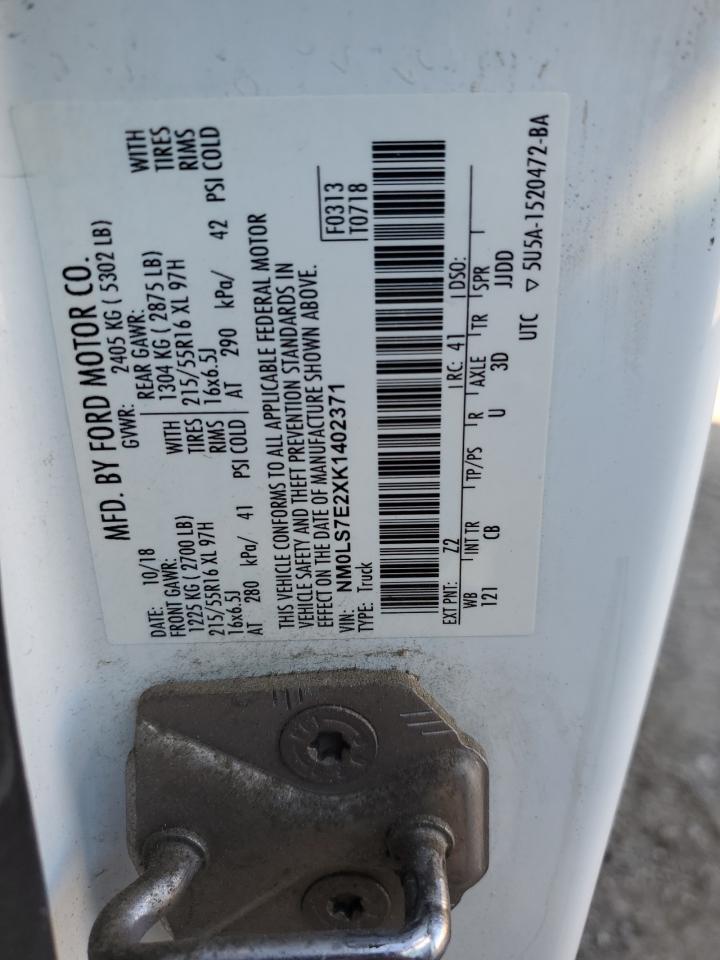 MFD. BY FORD MOTOR CO.
DATE: 10/18 GVWR: 2405 KG ( 5302 LB)
FRONT GAWR: REAR GAWR:
1225 KG ( 2700 LB) WITH 1304 KG ( 2875 LB) WITH
215/55R16 XL 97H TIRES 215/55R16 XL 97H TIRES
16x6.5J RIMS 16x6.5J RIMS
AT 280 kPa/ 41 PSI COLD AT 290 kPa/ 42 PSI COLD
THIS VEHICLE CONFORMS TO ALL APPLICABLE FEDERAL MOTOR
VEHICLE SAFETY AND THEFT PREVENTION STANDARDS IN
EFFECT ON THE DATE OF MANUFACTURE SHOWN ABOVE.
VIN: NM0LS7E2XK1402371 F0313
TYPE: Truck T0718
EXT PNT: Z2 RC: 41 DSO:
WB INT TR TP/PS R AXLE TR SPR
121 CB U 3D JJDD
UTC ▽ 5U5A-1520472-BA